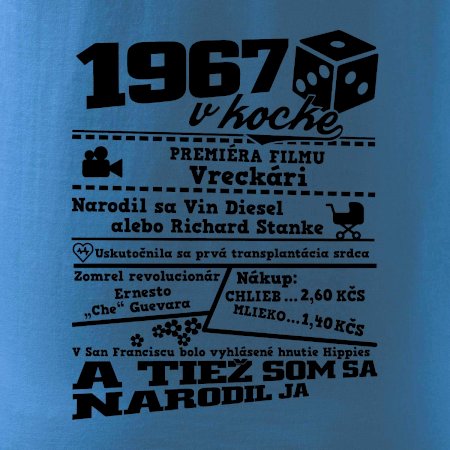 1967
v kocke
PREMIÉRA FILMU
Vreckári
Narodil sa Vin Diesel
alebo Richard Stanke
Uskutočnila sa prvá transplantácia srdca
Zomrel revolucionár
Ernesto
„Che" Guevara
Nákup:
CHLIEB ... 2,60 KČS
MLIEKO... 1,40 KČS
V San Franciscu bolo vyhlásené hnutie Hippies
A TIEŽ SOM SA
NARODIL JA